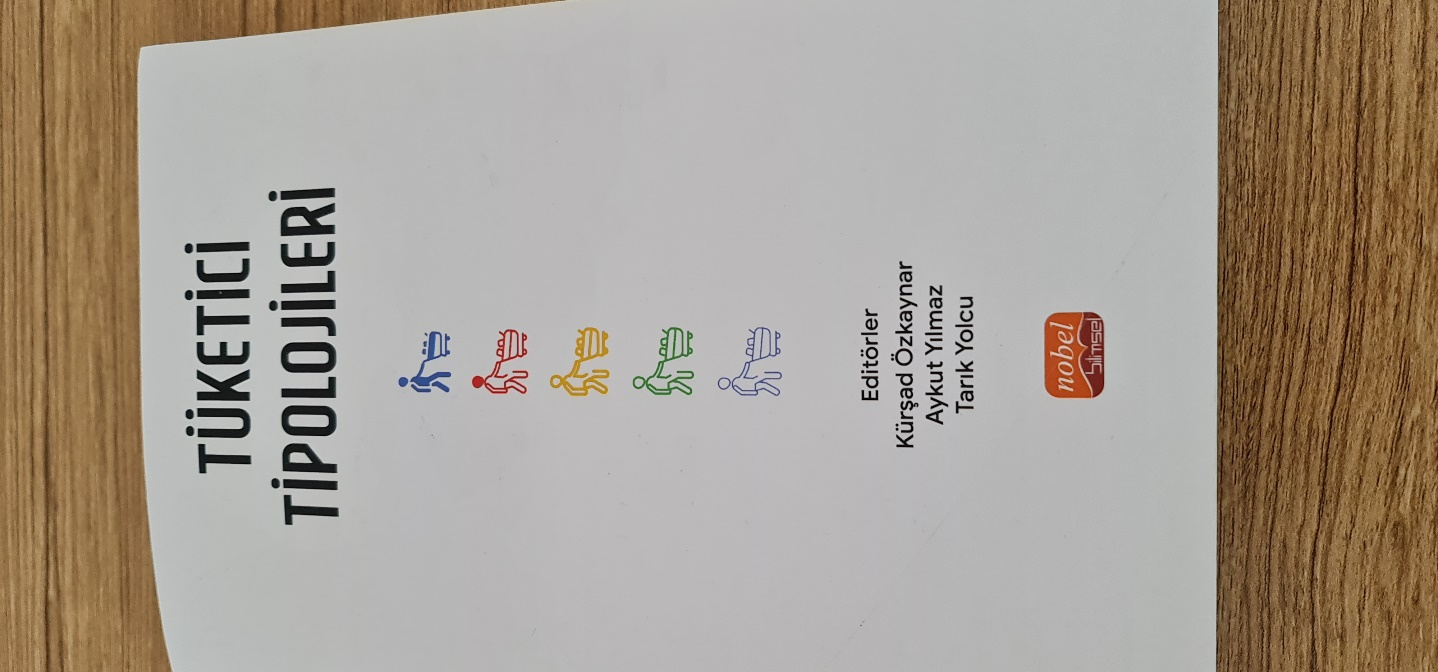 TÜKETİCİ
TİPOLOJİLERİ
Editörler
Kürşad Özkaynar
Aykut Yılmaz
Tarık Yolcu
nobel
bilimsel